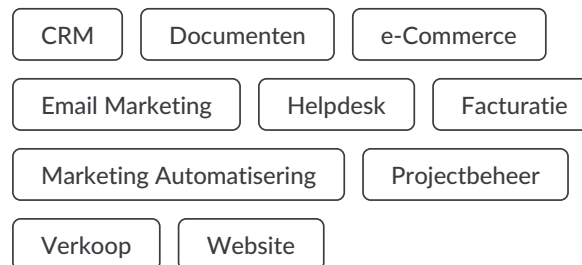 CRM Documenten e-Commerce
Email Marketing Helpdesk Facturatie
Marketing Automatisering Projectbeheer
Verkoop Website